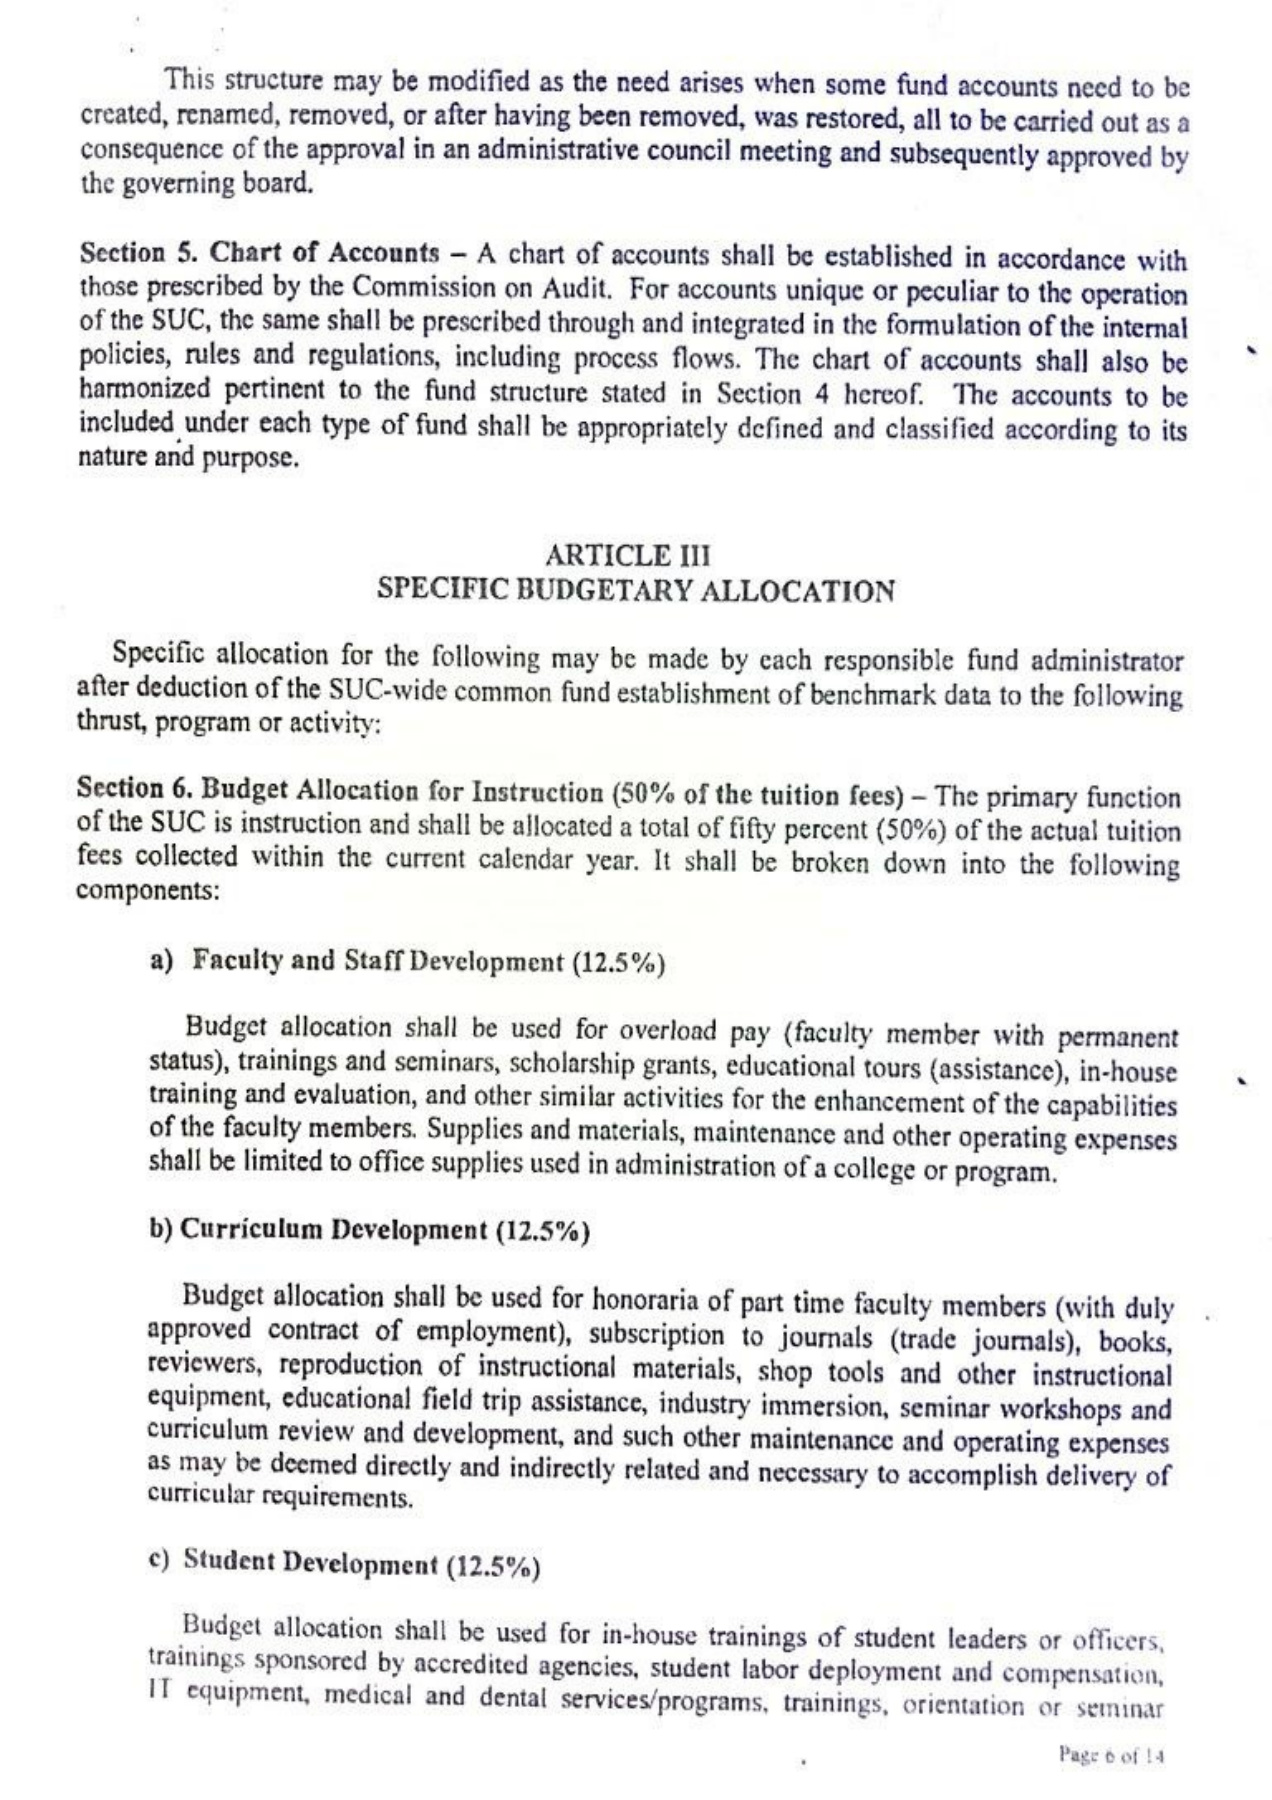 This structure may be modified as the need arises when some fund accounts need to be
created, renamed, removed, or after having been removed, was restored, all to be carried out as a
consequence of the approval in an administrative council meeting and subsequently approved by
the governing board.
Section 5. Chart of Accounts – A chart of accounts shall be established in accordance with
those prescribed by the Commission on Audit. For accounts unique or peculiar to the operation
of the SUC, the same shall be prescribed through and integrated in the formulation of the internal
policies, rules and regulations, including process flows. The chart of accounts shall also be
harmonized pertinent to the fund structure stated in Section 4 hereof. The accounts to be
included under each type of fund shall be appropriately defined and classified according to its
nature and purpose.
ARTICLE III
SPECIFIC BUDGETARY ALLOCATION
Specific allocation for the following may be made by each responsible fund administrator
after deduction of the SUC-wide common fund establishment of benchmark data to the following
thrust, program or activity:
Section 6. Budget Allocation for Instruction (50% of the tuition fees) – The primary function
of the SUC is instruction and shall be allocated a total of fifty percent (50%) of the actual tuition
fees collected within the current calendar year. It shall be broken down into the following
components:
a) Faculty and Staff Development (12.5%)
Budget allocation shall be used for overload pay (faculty member with permanent
status), trainings and seminars, scholarship grants, educational tours (assistance), in-house
training and evaluation, and other similar activities for the enhancement of the capabilities
of the faculty members. Supplies and materials, maintenance and other operating expenses
shall be limited to office supplies used in administration of a college or program.
b) Curriculum Development (12.5%)
Budget allocation shall be used for honoraria of part time faculty members (with duly
approved contract of employment), subscription to journals (trade journals), books,
reviewers, reproduction of instructional materials, shop tools and other instructional
equipment, educational field trip assistance, industry immersion, seminar workshops and
curriculum review and development, and such other maintenance and operating expenses
as may be deemed directly and indirectly related and necessary to accomplish delivery of
curricular requirements.
c) Student Development (12.5%)
Budget allocation shall be used for in-house trainings of student leaders or officers,
trainings sponsored by accredited agencies, student labor deployment and compensation,
IT equipment, medical and dental services/programs, trainings, orientation or seminar
Page 6 of 14